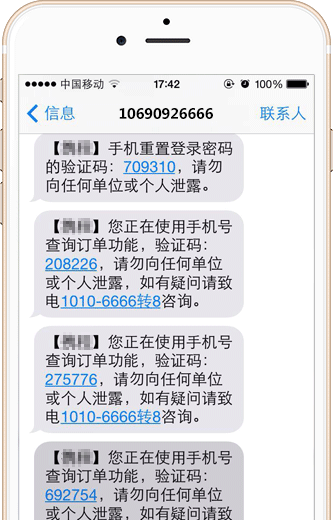 中国移动 17:42 100%
信息 10690926666 联系人
【】手机重置登录密码
的验证码：709310，请勿
向任何单位或个人泄露。
【】您正在使用手机号
查询订单功能，验证码：
208226，请勿向任何单位
或个人泄露，如有疑问请致
电1010-6666转8咨询。
【】您正在使用手机号
查询订单功能，验证码：
275776，请勿向任何单位
或个人泄露，如有疑问请致
电1010-6666转8咨询。
【】您正在使用手机号
查询订单功能，验证码：
692754，请勿向任何单位
或个人泄露，如有疑问请致